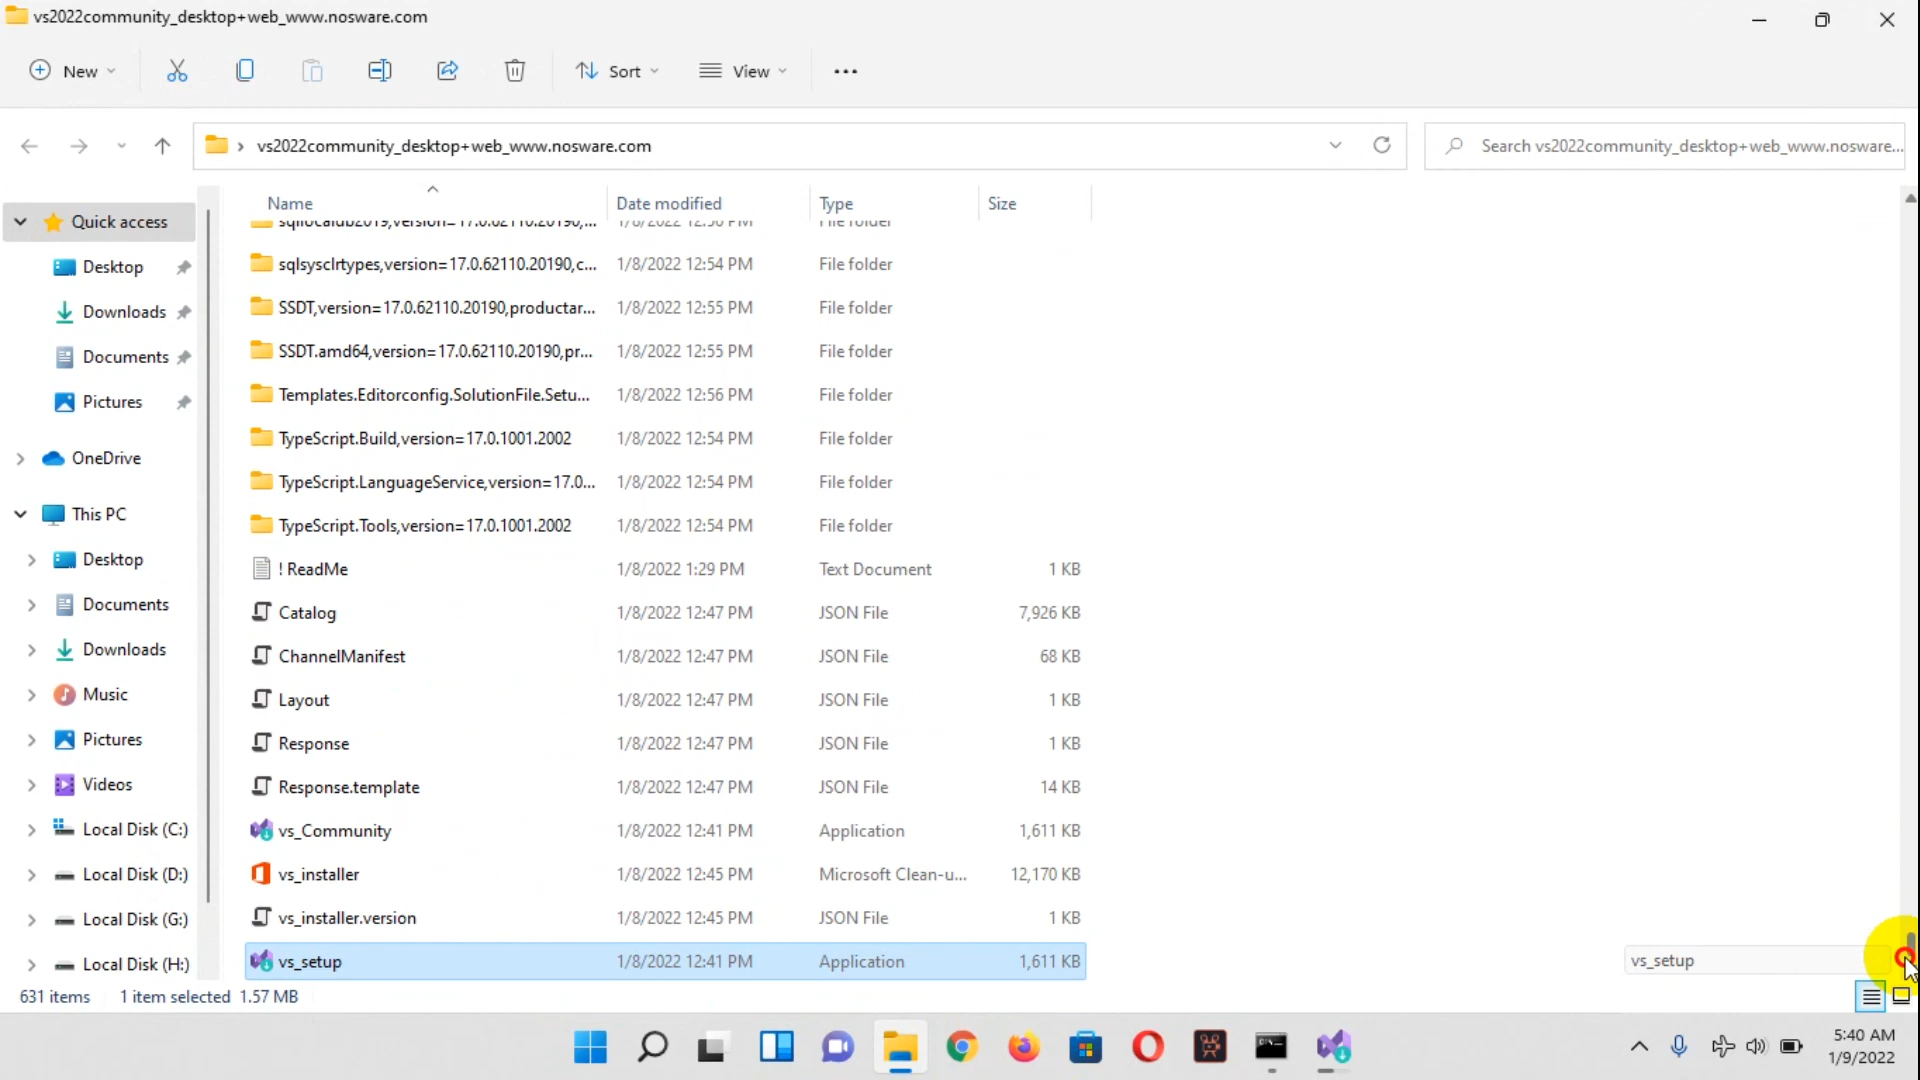 vs2022community_desktop+web_www.nosware.com
New Sort View
vs2022community_desktop+web_www.nosware.com
Search vs2022community_desktop+web_www.nosware...
Quick access
Desktop
Downloads
Documents
Pictures
OneDrive
This PC
Desktop
Documents
Downloads
Music
Pictures
Videos
Local Disk (C:)
Local Disk (D:)
Local Disk (G:)
Local Disk (H:)
Name Date modified Type Size
sqllocaldb2019,version=17.0.62110.20190,... 1/8/2022 12:56 PM File folder
sqlsysclrtypes,version=17.0.62110.20190,c... 1/8/2022 12:54 PM File folder
SSDT,version=17.0.62110.20190,productar... 1/8/2022 12:55 PM File folder
SSDT.amd64,version=17.0.62110.20190,pr... 1/8/2022 12:55 PM File folder
Templates.Editorconfig.SolutionFile.Setu... 1/8/2022 12:56 PM File folder
TypeScript.Build,version=17.0.1001.2002 1/8/2022 12:54 PM File folder
TypeScript.LanguageService,version=17.0... 1/8/2022 12:54 PM File folder
TypeScript.Tools,version=17.0.1001.2002 1/8/2022 12:54 PM File folder
! ReadMe 1/8/2022 1:29 PM Text Document 1 KB
Catalog 1/8/2022 12:47 PM JSON File 7,926 KB
ChannelManifest 1/8/2022 12:47 PM JSON File 68 KB
Layout 1/8/2022 12:47 PM JSON File 1 KB
Response 1/8/2022 12:47 PM JSON File 1 KB
Response.template 1/8/2022 12:47 PM JSON File 14 KB
vs_Community 1/8/2022 12:41 PM Application 1,611 KB
vs_installer 1/8/2022 12:45 PM Microsoft Clean-u... 12,170 KB
vs_installer.version 1/8/2022 12:45 PM JSON File 1 KB
vs_setup 1/8/2022 12:41 PM Application 1,611 KB
vs_setup
631 items 1 item selected 1.57 MB
5:40 AM
1/9/2022